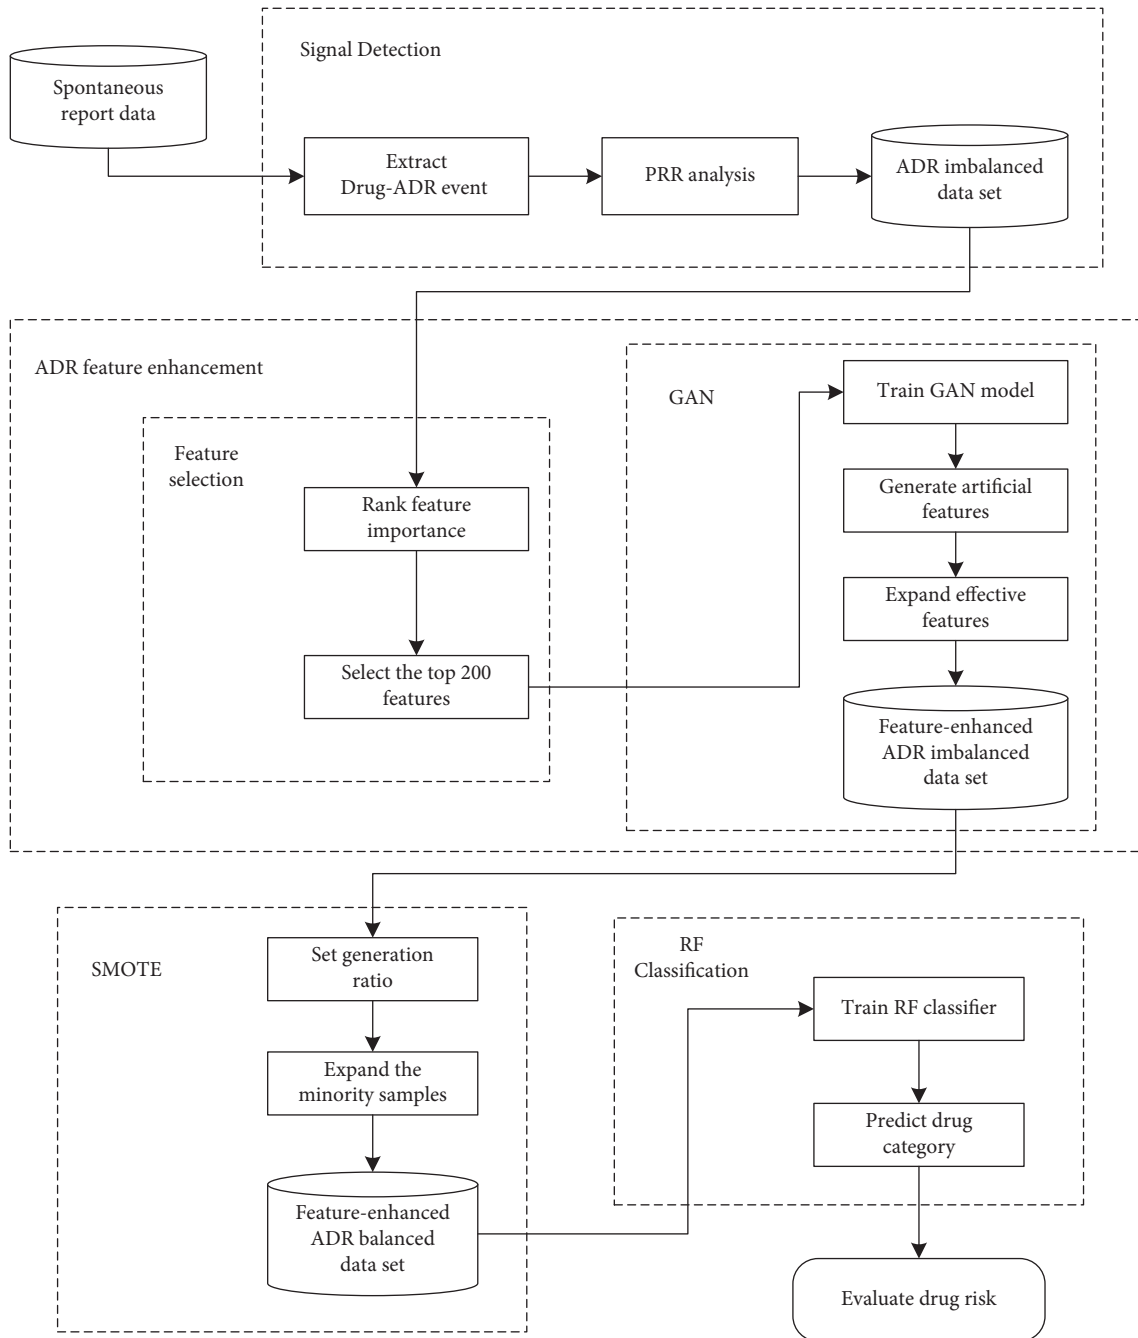 Signal Detection
Spontaneous
report data
Extract
Drug-ADR event
PRR analysis
ADR imbalanced
data set
ADR feature enhancement
Feature
selection
Rank feature
importance
Select the top 200
features
GAN
Train GAN model
Generate artificial
features
Expand effective
features
Feature-enhanced
ADR imbalanced
data set
SMOTE
Set generation
ratio
Expand the
minority samples
Feature-enhanced
ADR balanced
data set
RF
Classification
Train RF classifier
Predict drug
category
Evaluate drug risk